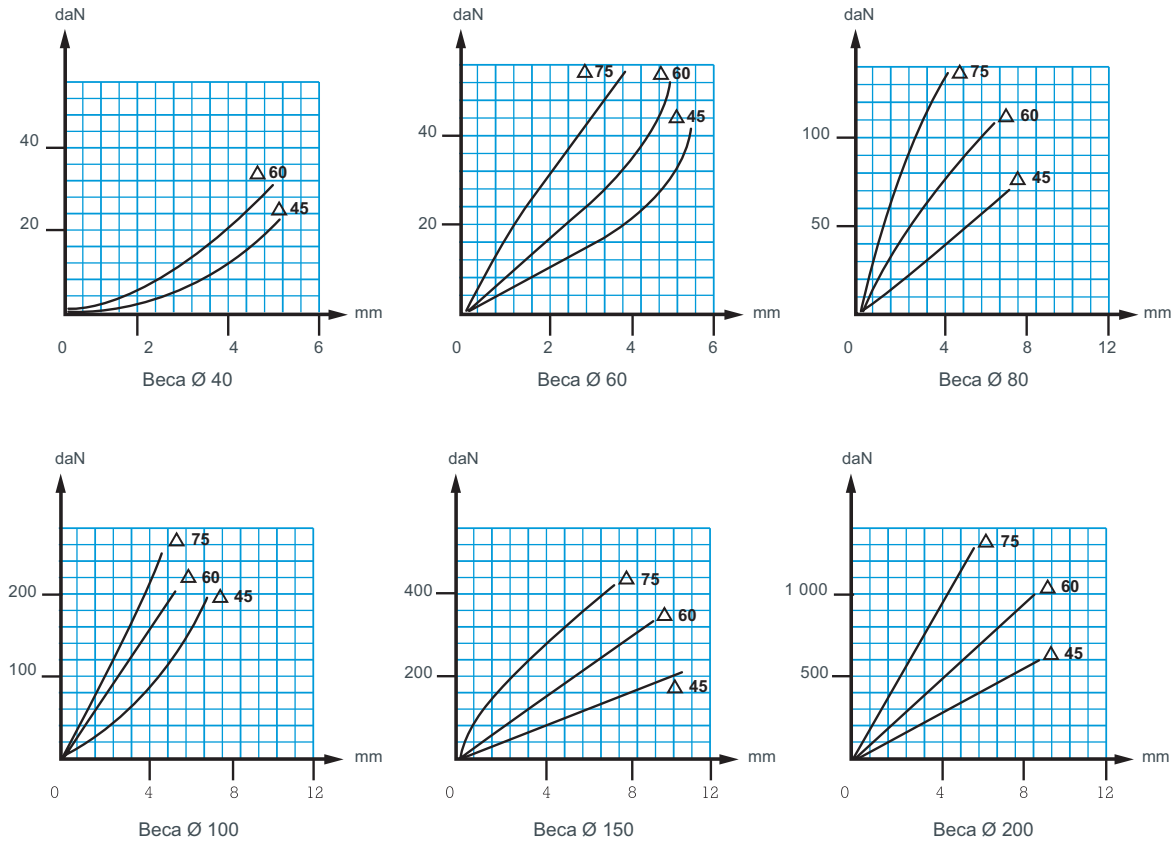 daN
40
20
△ 60
△ 45
0 2 4 6 mm
Beca Ø 40
daN
40
20
△ 75
△ 60
△ 45
0 2 4 6 mm
Beca Ø 60
daN
100
50
△ 75
△ 60
△ 45
0 4 8 12 mm
Beca Ø 80
daN
200
100
△ 75
△ 60
△ 45
0 4 8 12 mm
Beca Ø 100
daN
400
200
△ 75
△ 60
△ 45
0 4 8 12 mm
Beca Ø 150
daN
1 000
500
△ 75
△ 60
△ 45
0 4 8 12 mm
Beca Ø 200